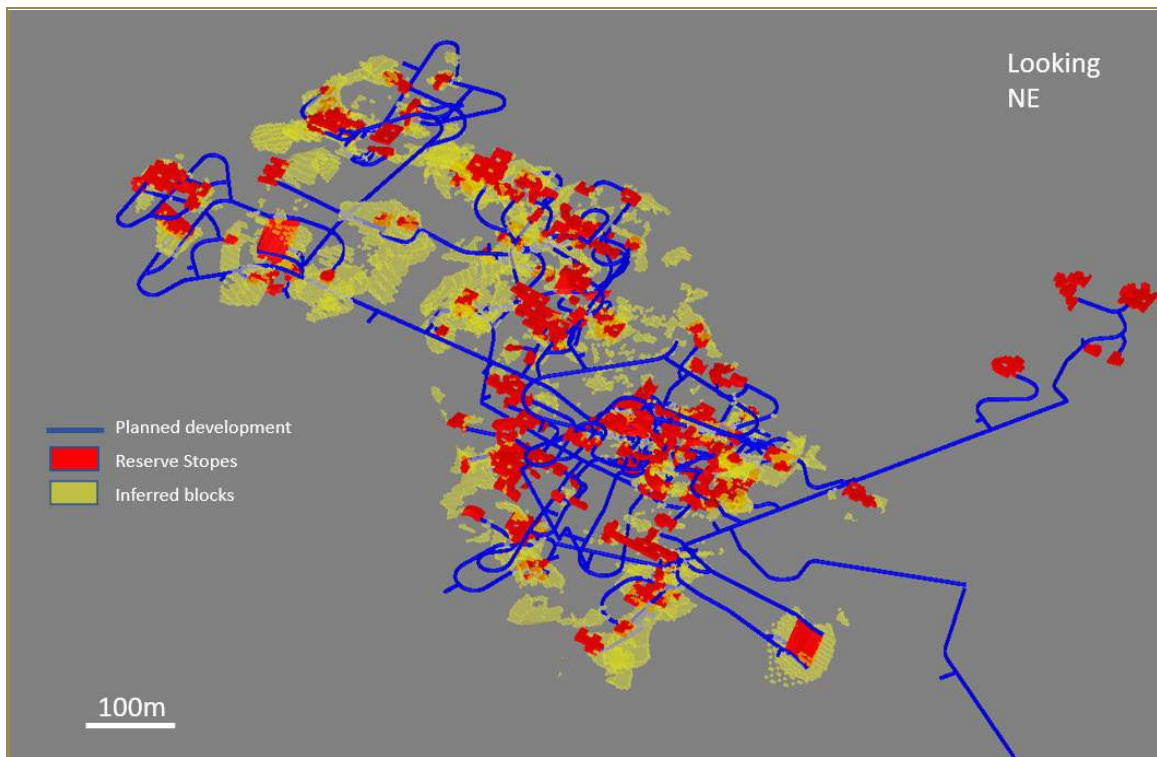 Looking
NE
Planned development
Reserve Stopes
Inferred blocks
100m